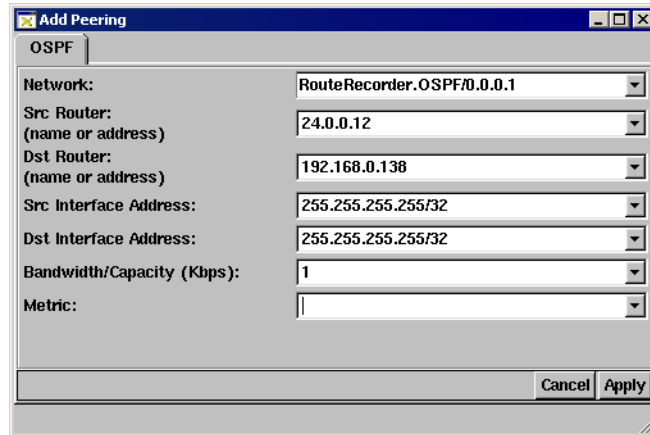 Add Peering
OSPF
Network: RouteRecorder.OSPF/0.0.0.1
Src Router:
(name or address) 24.0.0.12
Dst Router:
(name or address) 192.168.0.138
Src Interface Address: 255.255.255.255/32
Dst Interface Address: 255.255.255.255/32
Bandwidth/Capacity (Kbps): 1
Metric:
Cancel Apply